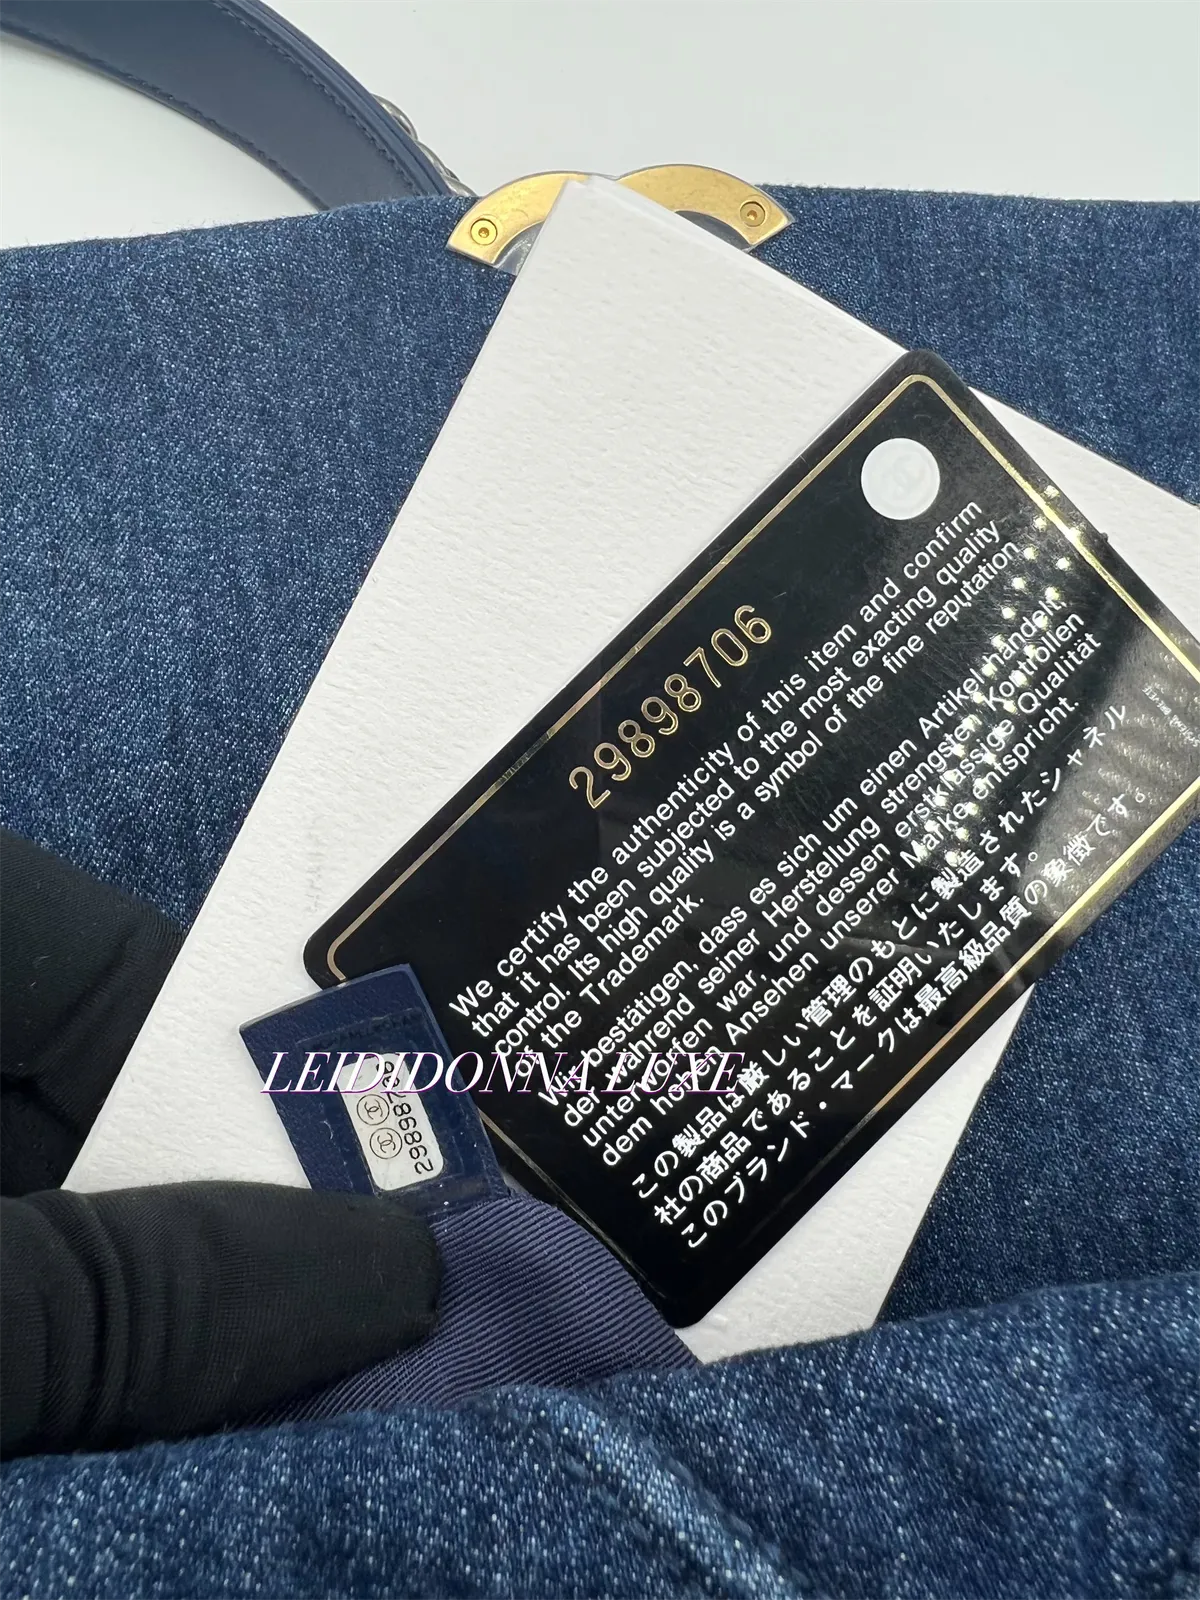 29898706
We certify the authenticity of this item and confirm
that it has been subjected to the most exacting quality
control. Its high quality is a symbol of the fine reputation
of the Trademark.
Wir bestätigen, dass es sich um einen Artikel handelt,
der während seiner Herstellung strengsten Kontrollen
unterworfen war, und dessen erstklassige Qualität
dem hohen Ansehen unserer Marke entspricht.
この製品は厳しい管理のもとに製造されたシャネル
社の商品であることを証明いたします。
このブランド・マークは最高級品質の象徴です。
LEIDIDONNA LUXE
29898706